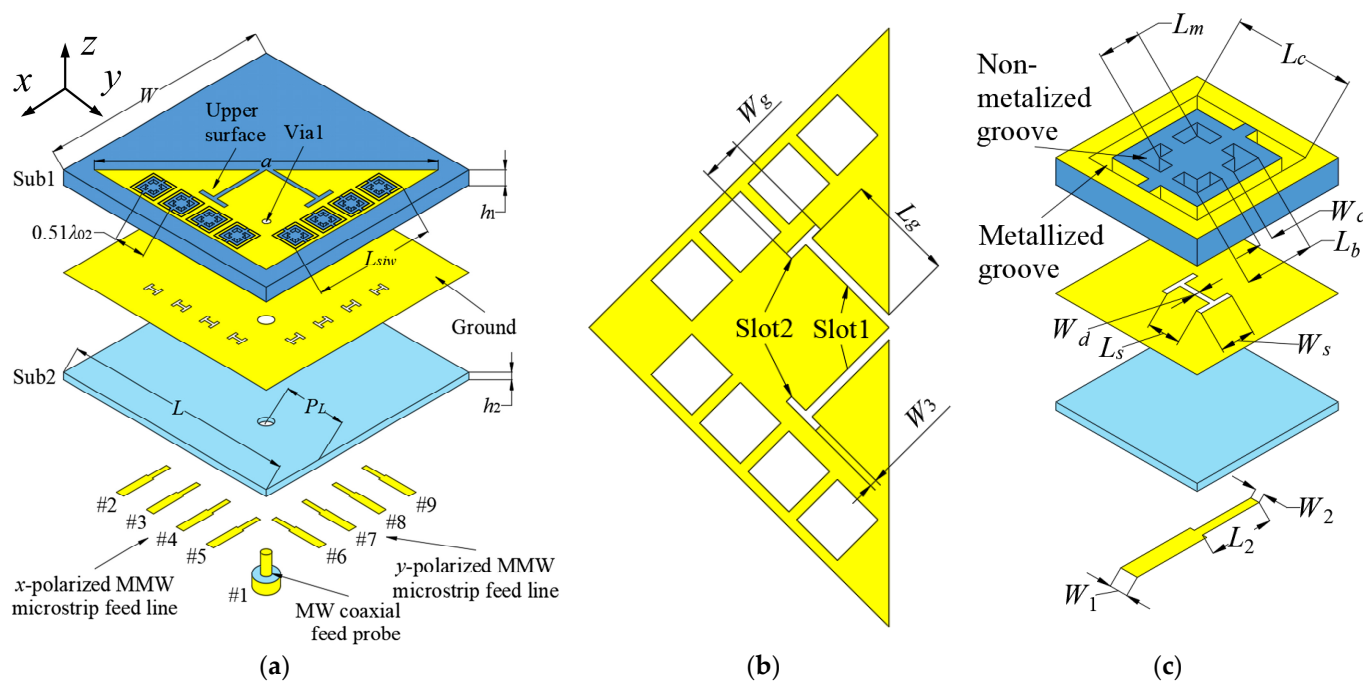 z
x
y
W
Upper
surface
Via1
a
Sub1
h1
0.51λ02
Lsiw
Ground
Sub2
h2
L
PL
#2
#3
#4
#5
#6
#7
#8
#9
#1
x-polarized MMW
microstrip feed line
y-polarized MMW
microstrip feed line
MW coaxial
feed probe
(a)
Wg
Lg
Slot2
Slot1
W3
(b)
Lm
Lc
Non-
metalized
groove
Metallized
groove
Wc
Lb
Wd
Ls
Ws
W2
L2
W1
(c)